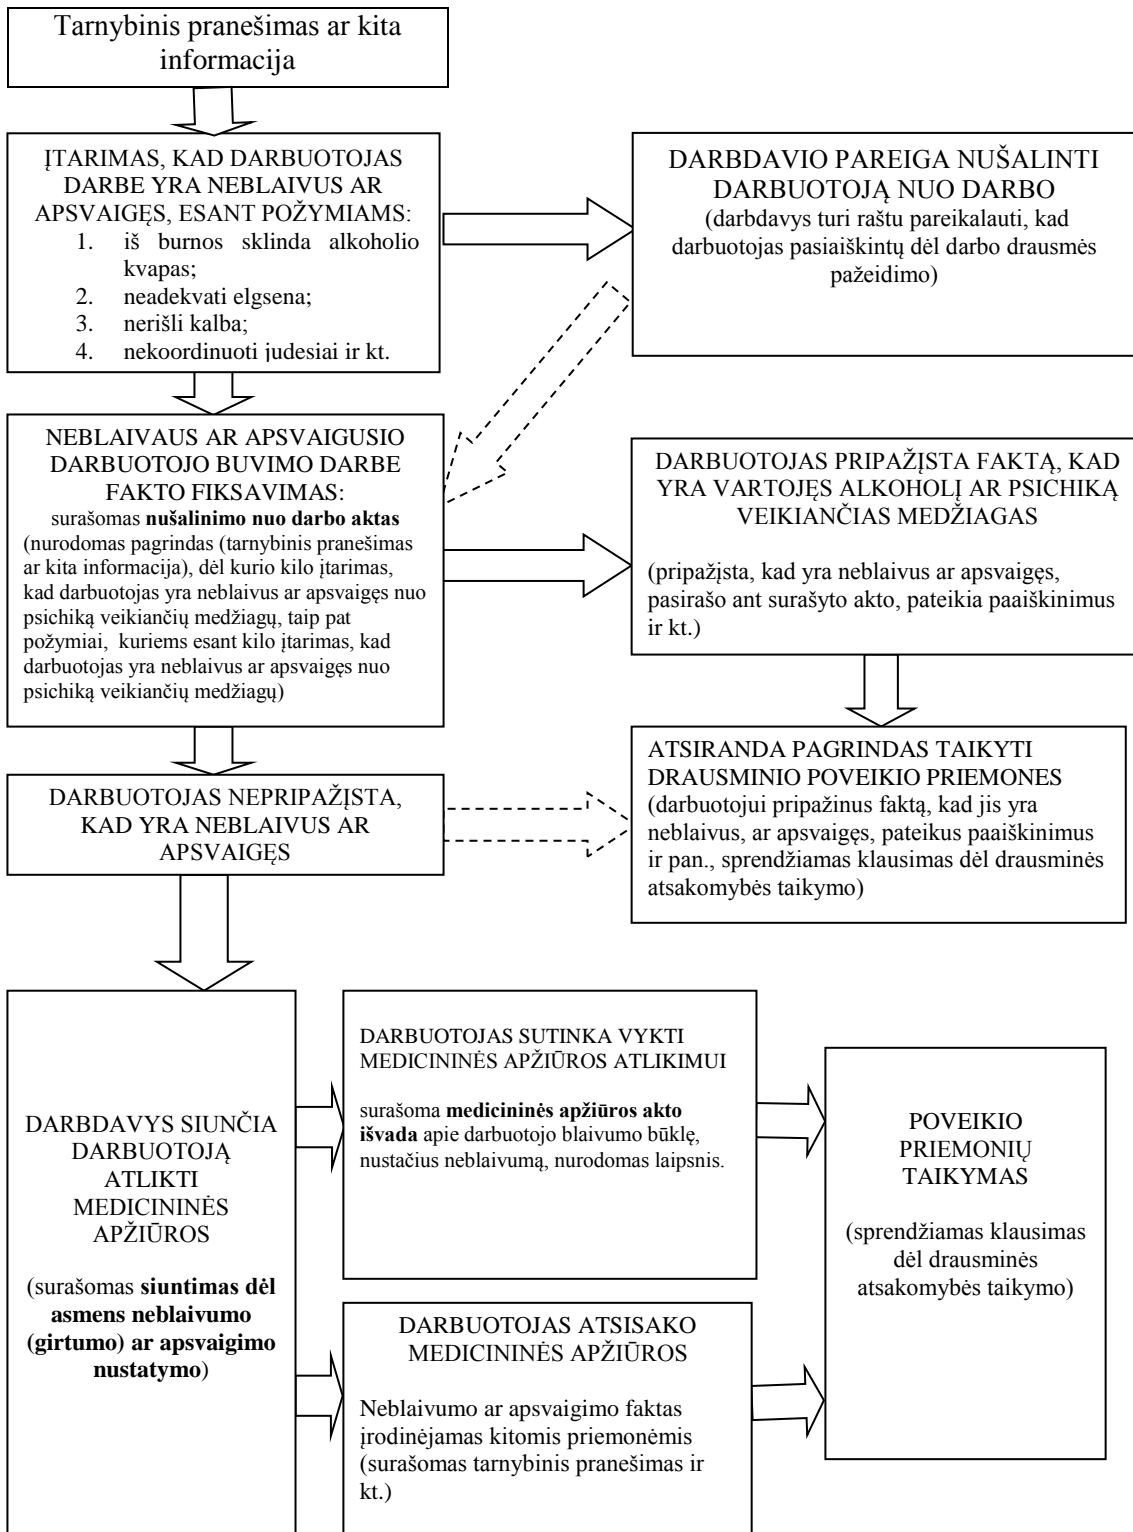 Tarnybinis pranešimas ar kita
informacija
ĮTARIMAS, KAD DARBUOTOJAS
DARBE YRA NEBLAIVUS AR
APSVAIGĘS, ESANT POŽYMIAMS:
1. iš burnos sklinda alkoholio
kvapas;
2. neadekvati elgsena;
3. nerišli kalba;
4. nekoordinuoti judesiai ir kt.
DARBDAVIO PAREIGA NUŠALINTI
DARBUOTOJĄ NUO DARBO
(darbdavys turi raštu pareikalauti, kad
darbuotojas pasiaiškintų dėl darbo drausmės
pažeidimo)
NEBLAIVAUS AR APSVAIGUSIO
DARBUOTOJO BUVIMO DARBE
FAKTO FIKSAVIMAS:
surašomas nušalinimo nuo darbo aktas
(nurodomas pagrindas (tarnybinis pranešimas
ar kita informacija), dėl kurio kilo įtarimas,
kad darbuotojas yra neblaivus ar apsvaigęs nuo
psichiką veikiančių medžiagų, taip pat
požymiai, kuriems esant kilo įtarimas, kad
darbuotojas yra neblaivus ar apsvaigęs nuo
psichiką veikiančių medžiagų)
DARBUOTOJAS PRIPAŽĮSTA FAKTĄ, KAD
YRA VARTOJĘS ALKOHOLĮ AR PSICHIKĄ
VEIKIANČIAS MEDŽIAGAS
(pripažįsta, kad yra neblaivus ar apsvaigęs,
pasirašo ant surašyto akto, pateikia paaiškinimus
ir kt.)
DARBUOTOJAS NEPRIPAŽĮSTA,
KAD YRA NEBLAIVUS AR
APSVAIGĘS
ATSIRANDA PAGRINDAS TAIKYTI
DRAUSMINIO POVEIKIO PRIEMONES
(darbuotojui pripažinus faktą, kad jis yra
neblaivus, ar apsvaigęs, pateikus paaiškinimus
ir pan., sprendžiamas klausimas dėl drausminės
atsakomybės taikymo)
DARBDAVYS SIUNČIA
DARBUOTOJĄ
ATLIKTI
MEDICININĖS
APŽIŪROS
(surašomas siuntimas dėl
asmens neblaivumo
(girtumo) ar apsvaigimo
nustatymo)
DARBUOTOJAS SUTINKA VYKTI
MEDICININĖS APŽIŪROS ATLIKIMUI
surašoma medicininės apžiūros akto
išvada apie darbuotojo blaivumo būklę,
nustačius neblaivumą, nurodomas laipsnis.
DARBUOTOJAS ATSISAKO
MEDICININĖS APŽIŪROS
Neblaivumo ar apsvaigimo faktas
įrodinėjamas kitomis priemonėmis
(surašomas tarnybinis pranešimas ir
kt.)
POVEIKIO
PRIEMONIŲ
TAIKYMAS
(sprendžiamas klausimas
dėl drausminės
atsakomybės taikymo)